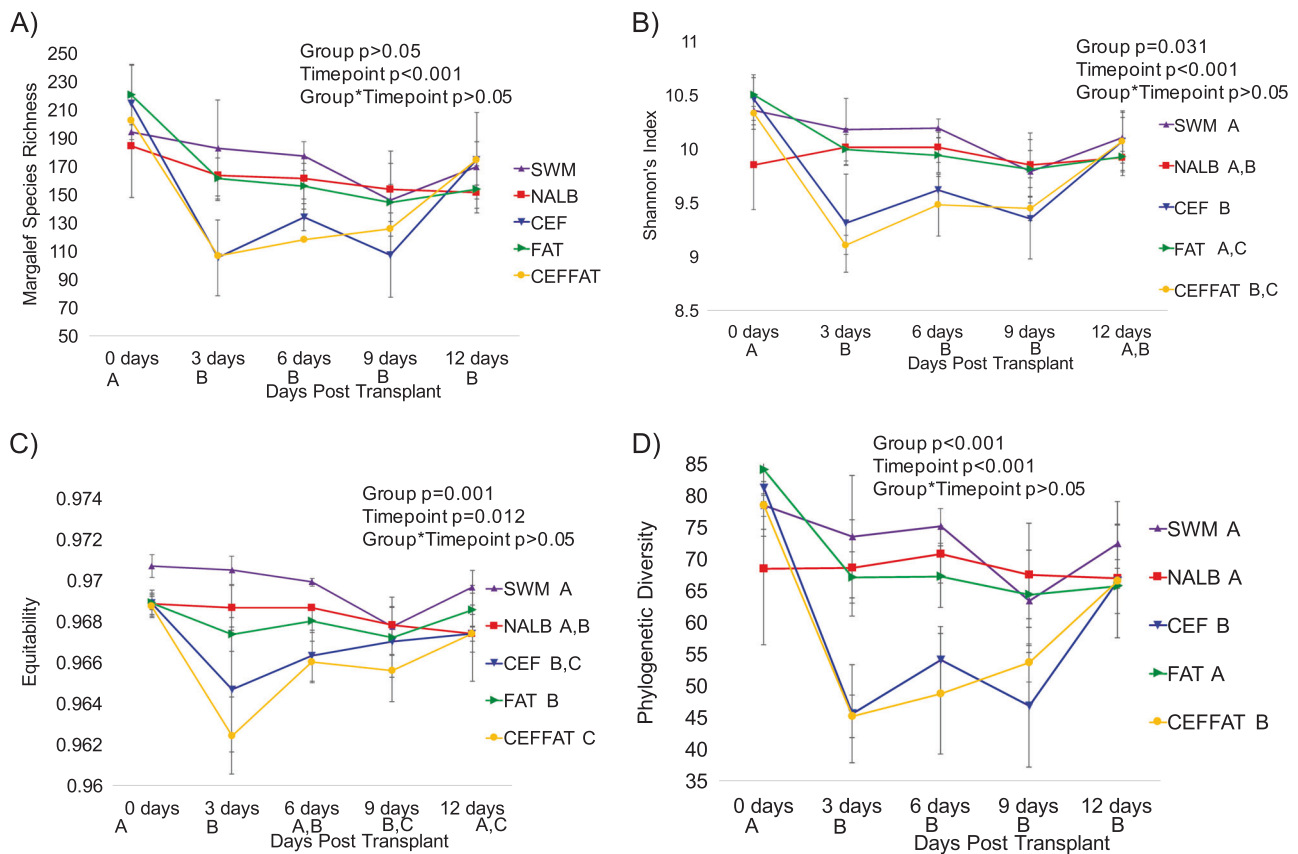 A)
Group p>0.05
Timepoint p<0.001
Group*Timepoint p>0.05
Margalef Species Richness
250
230
210
190
170
150
130
110
90
70
50
0 days 3 days 6 days 9 days 12 days
A B B B B
Days Post Transplant
SWM
NALB
CEF
FAT
CEFFAT
B)
Group p=0.031
Timepoint p<0.001
Group*Timepoint p>0.05
Shannon's Index
11
10.5
10
9.5
9
8.5
0 days 3 days 6 days 9 days 12 days
A B B B A,B
Days Post Transplant
SWM A
NALB A,B
CEF B
FAT A,C
CEFFAT B,C
C)
Group p=0.001
Timepoint p=0.012
Group*Timepoint p>0.05
Equitability
0.974
0.972
0.97
0.968
0.966
0.964
0.962
0.96
0 days 3 days 6 days 9 days 12 days
A B A,B B,C A,C
Days Post Transplant
SWM A
NALB A,B
CEF B,C
FAT B
CEFFAT C
D)
Group p<0.001
Timepoint p<0.001
Group*Timepoint p>0.05
Phylogenetic Diversity
85
80
75
70
65
60
55
50
45
40
35
0 days 3 days 6 days 9 days 12 days
A B B B B
Days Post Transplant
SWM A
NALB A
CEF B
FAT A
CEFFAT B